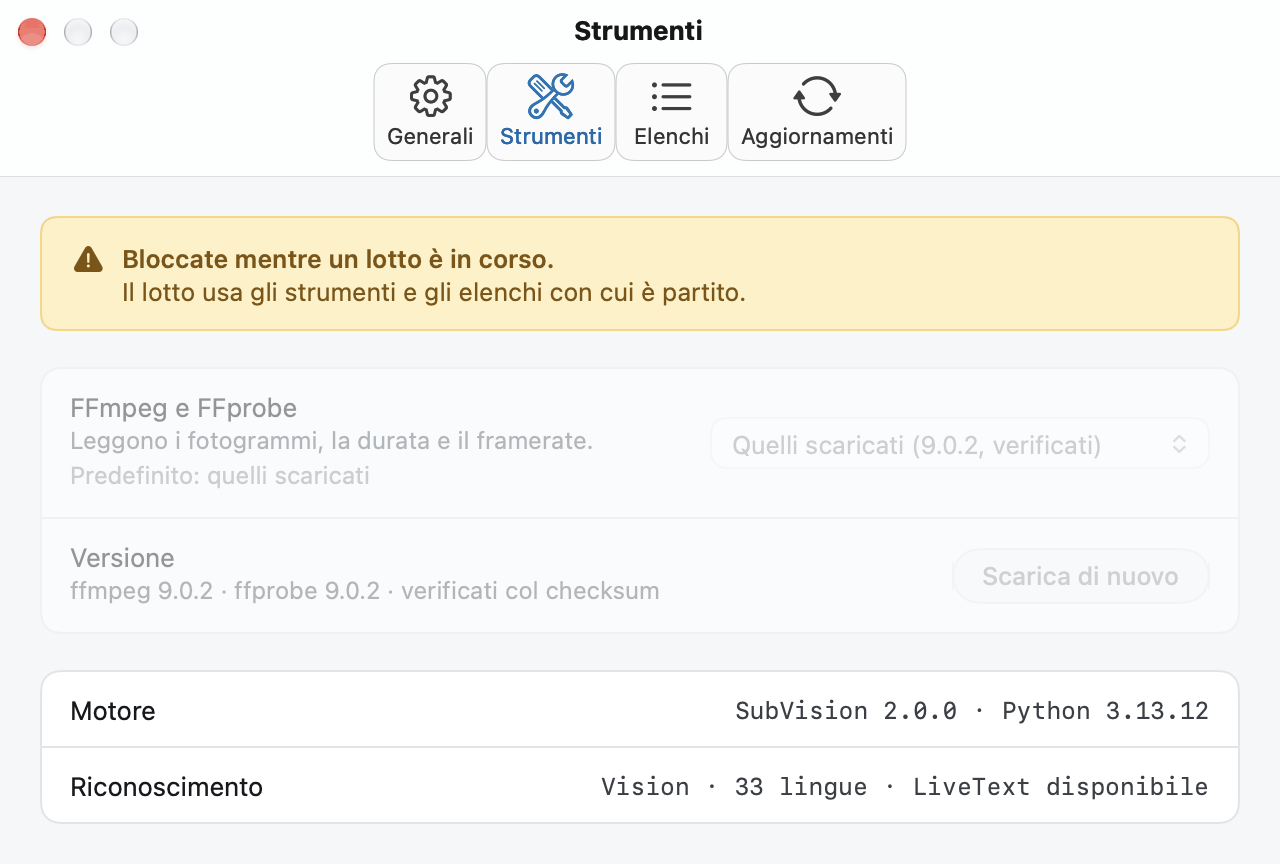 Strumenti
Generali
Strumenti
Elenchi
Aggiornamenti
Bloccate mentre un lotto è in corso.
Il lotto usa gli strumenti e gli elenchi con cui è partito.
FFmpeg e FFprobe
Leggono i fotogrammi, la durata e il framerate.
Predefinito: quelli scaricati
Quelli scaricati (9.0.2, verificati)
Versione
ffmpeg 9.0.2 · ffprobe 9.0.2 · verificati col checksum
Scarica di nuovo
Motore
SubVision 2.0.0 · Python 3.13.12
Riconoscimento
Vision · 33 lingue · LiveText disponibile